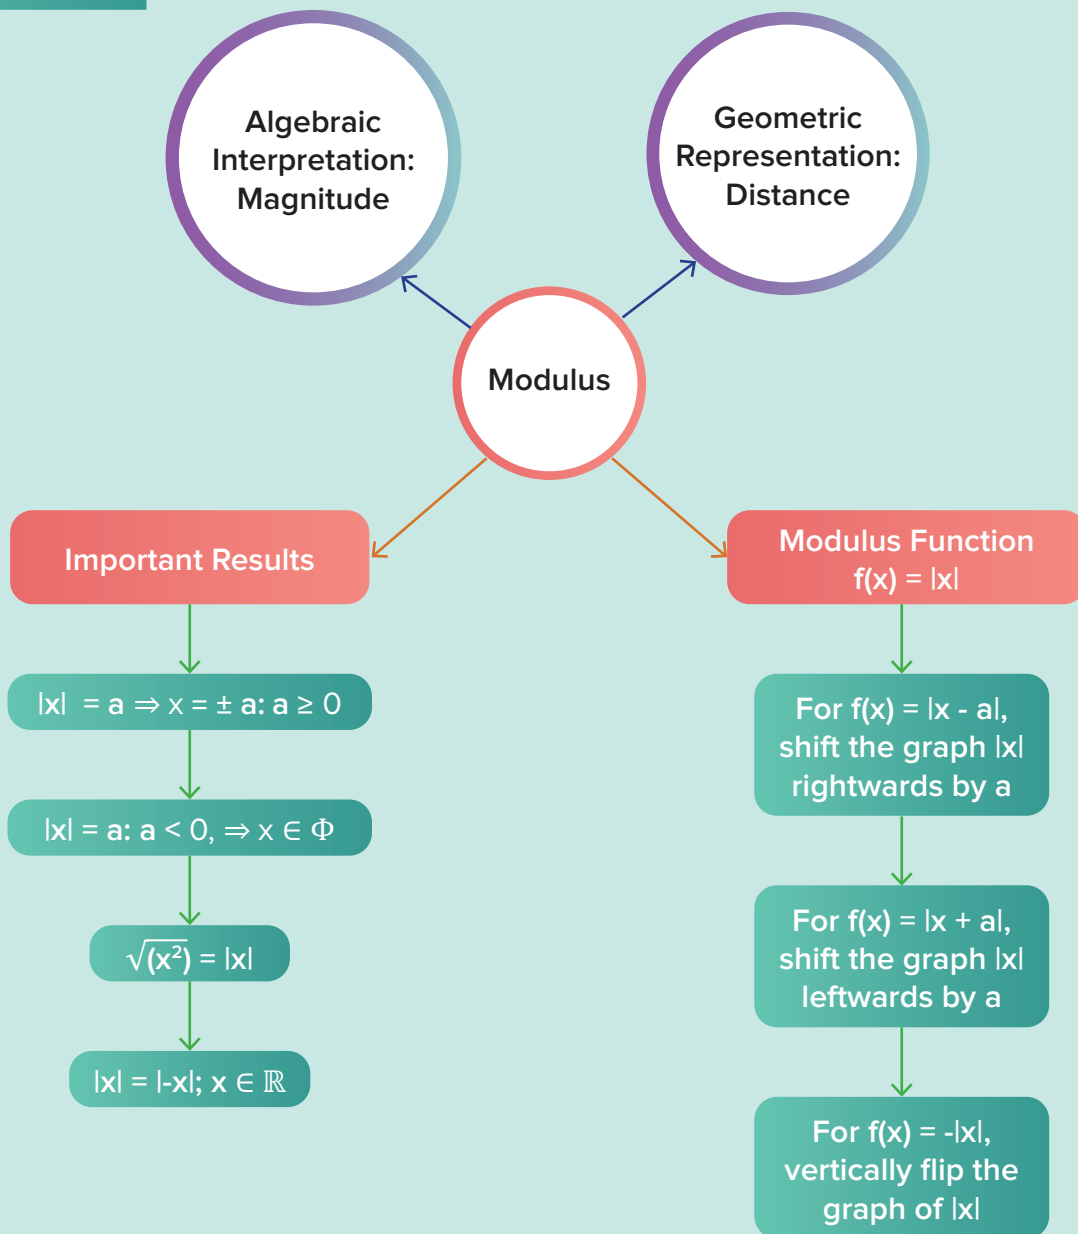 Algebraic
Interpretation:
Magnitude
Geometric
Representation:
Distance
Modulus
Important Results
|x| = a ⇒ x = ± a: a ≥ 0
|x| = a: a < 0, ⇒ x ∈ Φ
√(x²) = |x|
|x| = |-x|; x ∈ ℝ
Modulus Function
f(x) = |x|
For f(x) = |x - a|,
shift the graph |x|
rightwards by a
For f(x) = |x + a|,
shift the graph |x|
leftwards by a
For f(x) = -|x|,
vertically flip the
graph of |x|